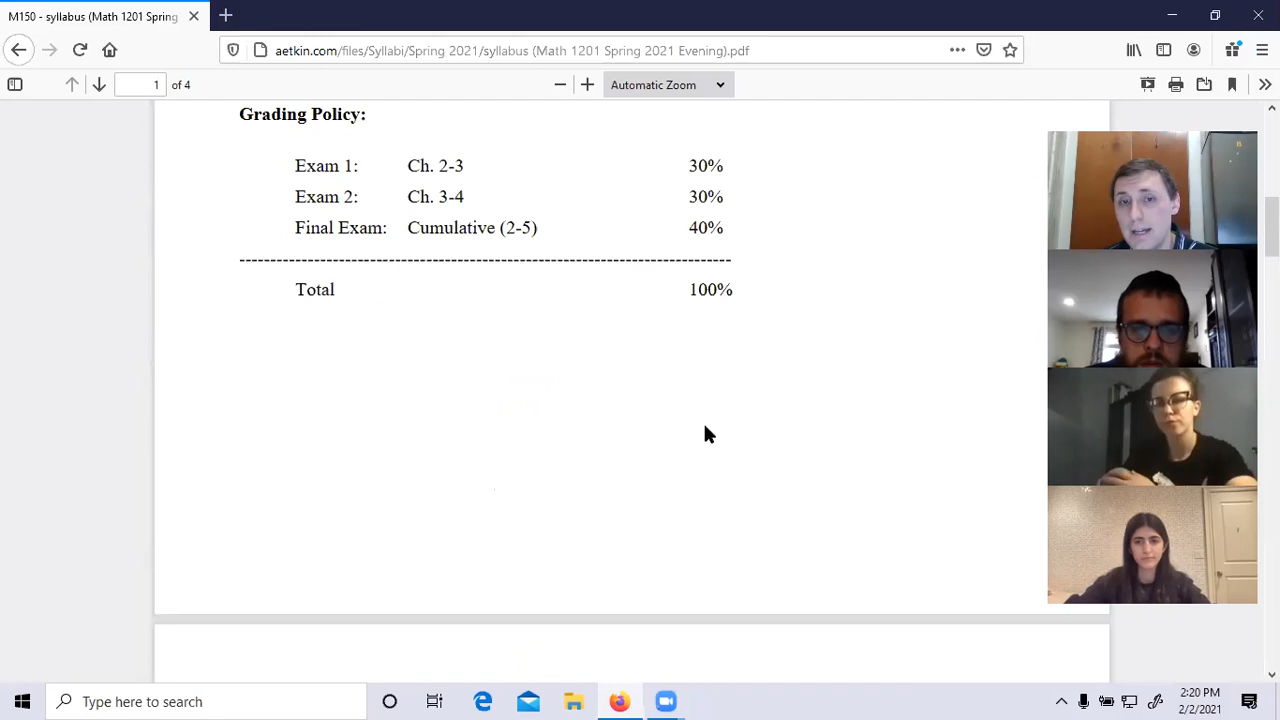 M150 - syllabus (Math 1201 Spring
aetkin.com/files/Syllabi/Spring 2021/syllabus (Math 1201 Spring 2021 Evening).pdf
1 of 4
Automatic Zoom
Grading Policy:
Exam 1: Ch. 2-3 30%
Exam 2: Ch. 3-4 30%
Final Exam: Cumulative (2-5) 40%
--------------------------------------------------------------------------------
Total 100%
Type here to search
2:20 PM
2/2/2021